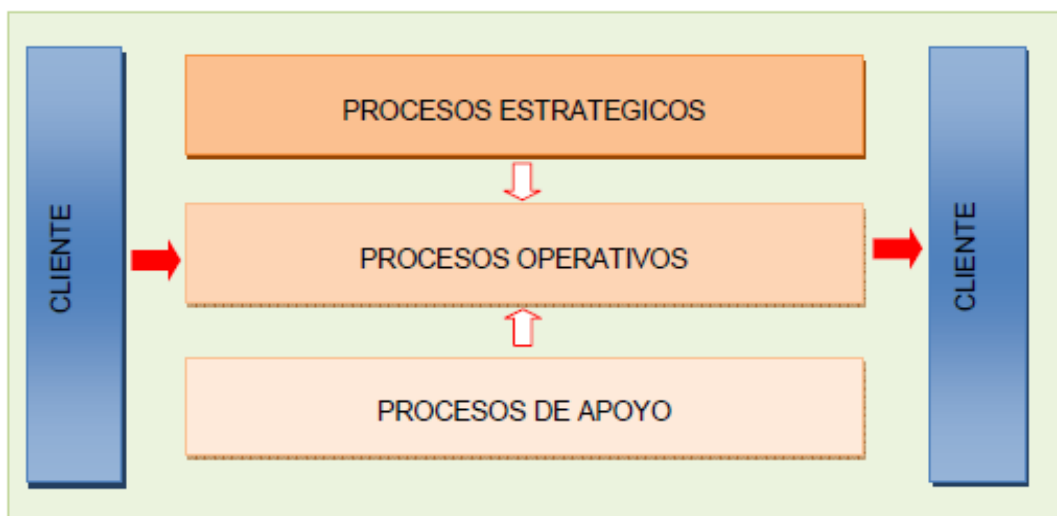 CLIENTE
PROCESOS ESTRATEGICOS
PROCESOS OPERATIVOS
PROCESOS DE APOYO
CLIENTE